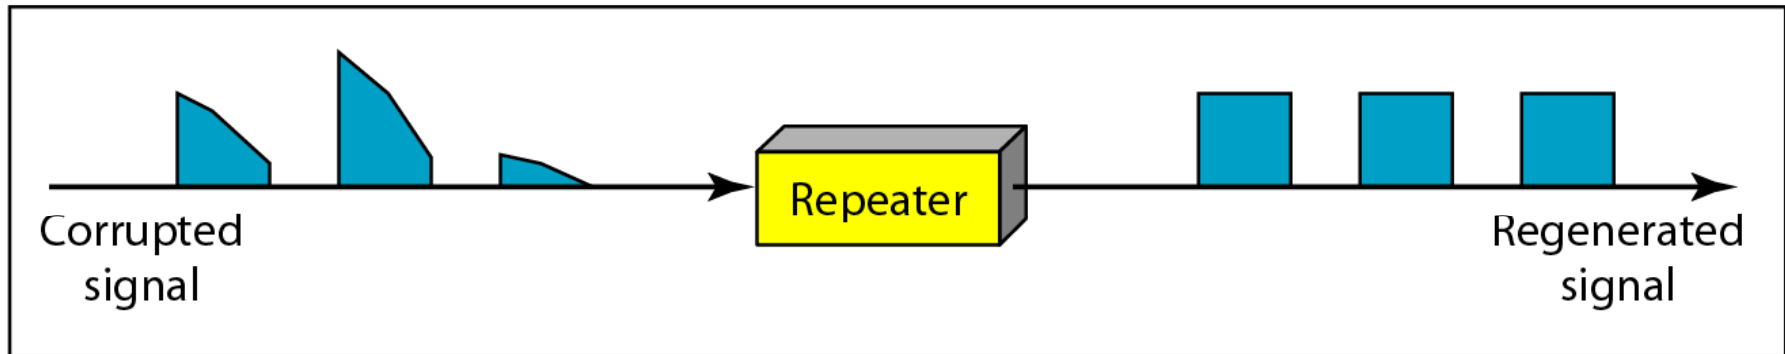 Repeater
Corrupted
signal
Regenerated
signal